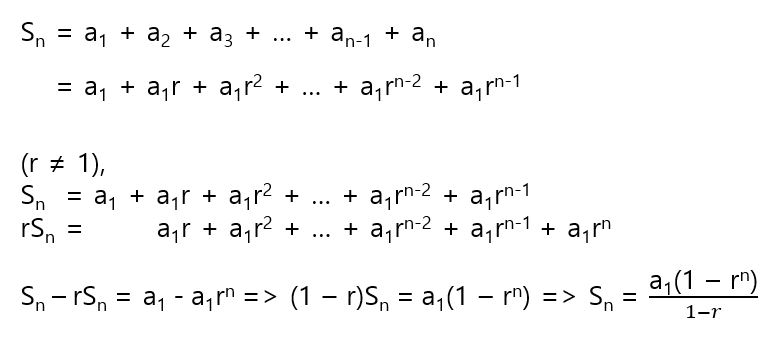 Sₙ = a₁ + a₂ + a₃ + ... + aₙ₋₁ + aₙ
= a₁ + a₁r + a₁r² + ... + a₁rⁿ⁻² + a₁rⁿ⁻¹
(r ≠ 1),
Sₙ = a₁ + a₁r + a₁r² + ... + a₁rⁿ⁻² + a₁rⁿ⁻¹
rSₙ = a₁r + a₁r² + ... + a₁rⁿ⁻² + a₁rⁿ⁻¹ + a₁rⁿ
Sₙ – rSₙ = a₁ - a₁rⁿ => (1 – r)Sₙ = a₁(1 – rⁿ) => Sₙ = a₁(1 – rⁿ) / 1−r